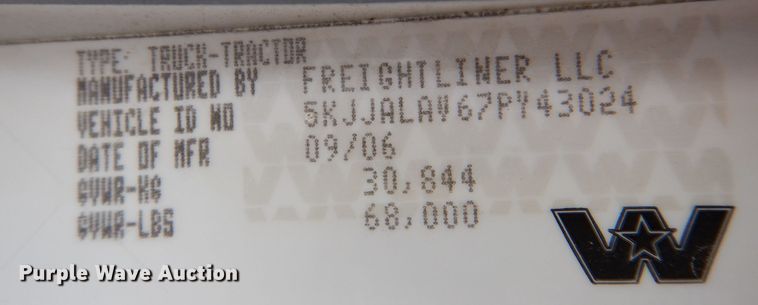 TYPE: TRUCK-TRACTOR
MANUFACTURED BY FREIGHTLINER LLC
VEHICLE ID NO 5KJJALAV67PY43024
DATE OF MFR 09/06
GVWR-KG 30,844
GVWR-LBS 68,000
Purple Wave Auction